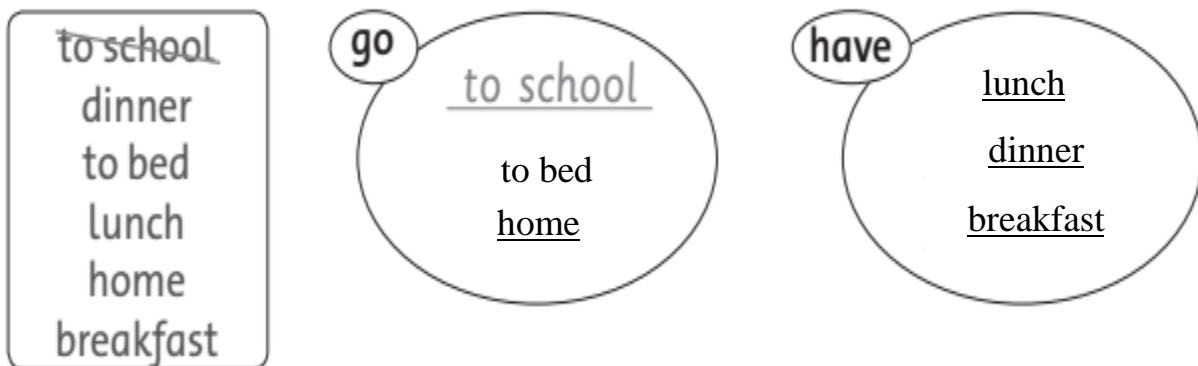 to school
dinner
to bed
lunch
home
breakfast
go
to school
to bed
home
have
lunch
dinner
breakfast